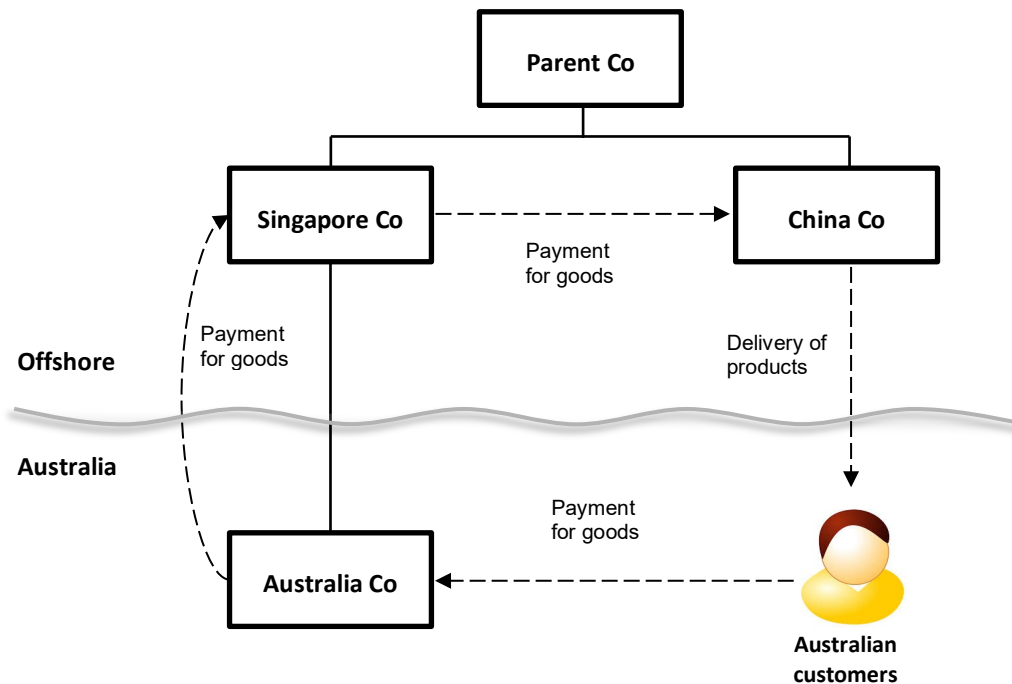 Parent Co
Singapore Co
China Co
Payment
for goods
Payment
for goods
Delivery of
products
Offshore
Australia
Payment
for goods
Australia Co
Australian
customers